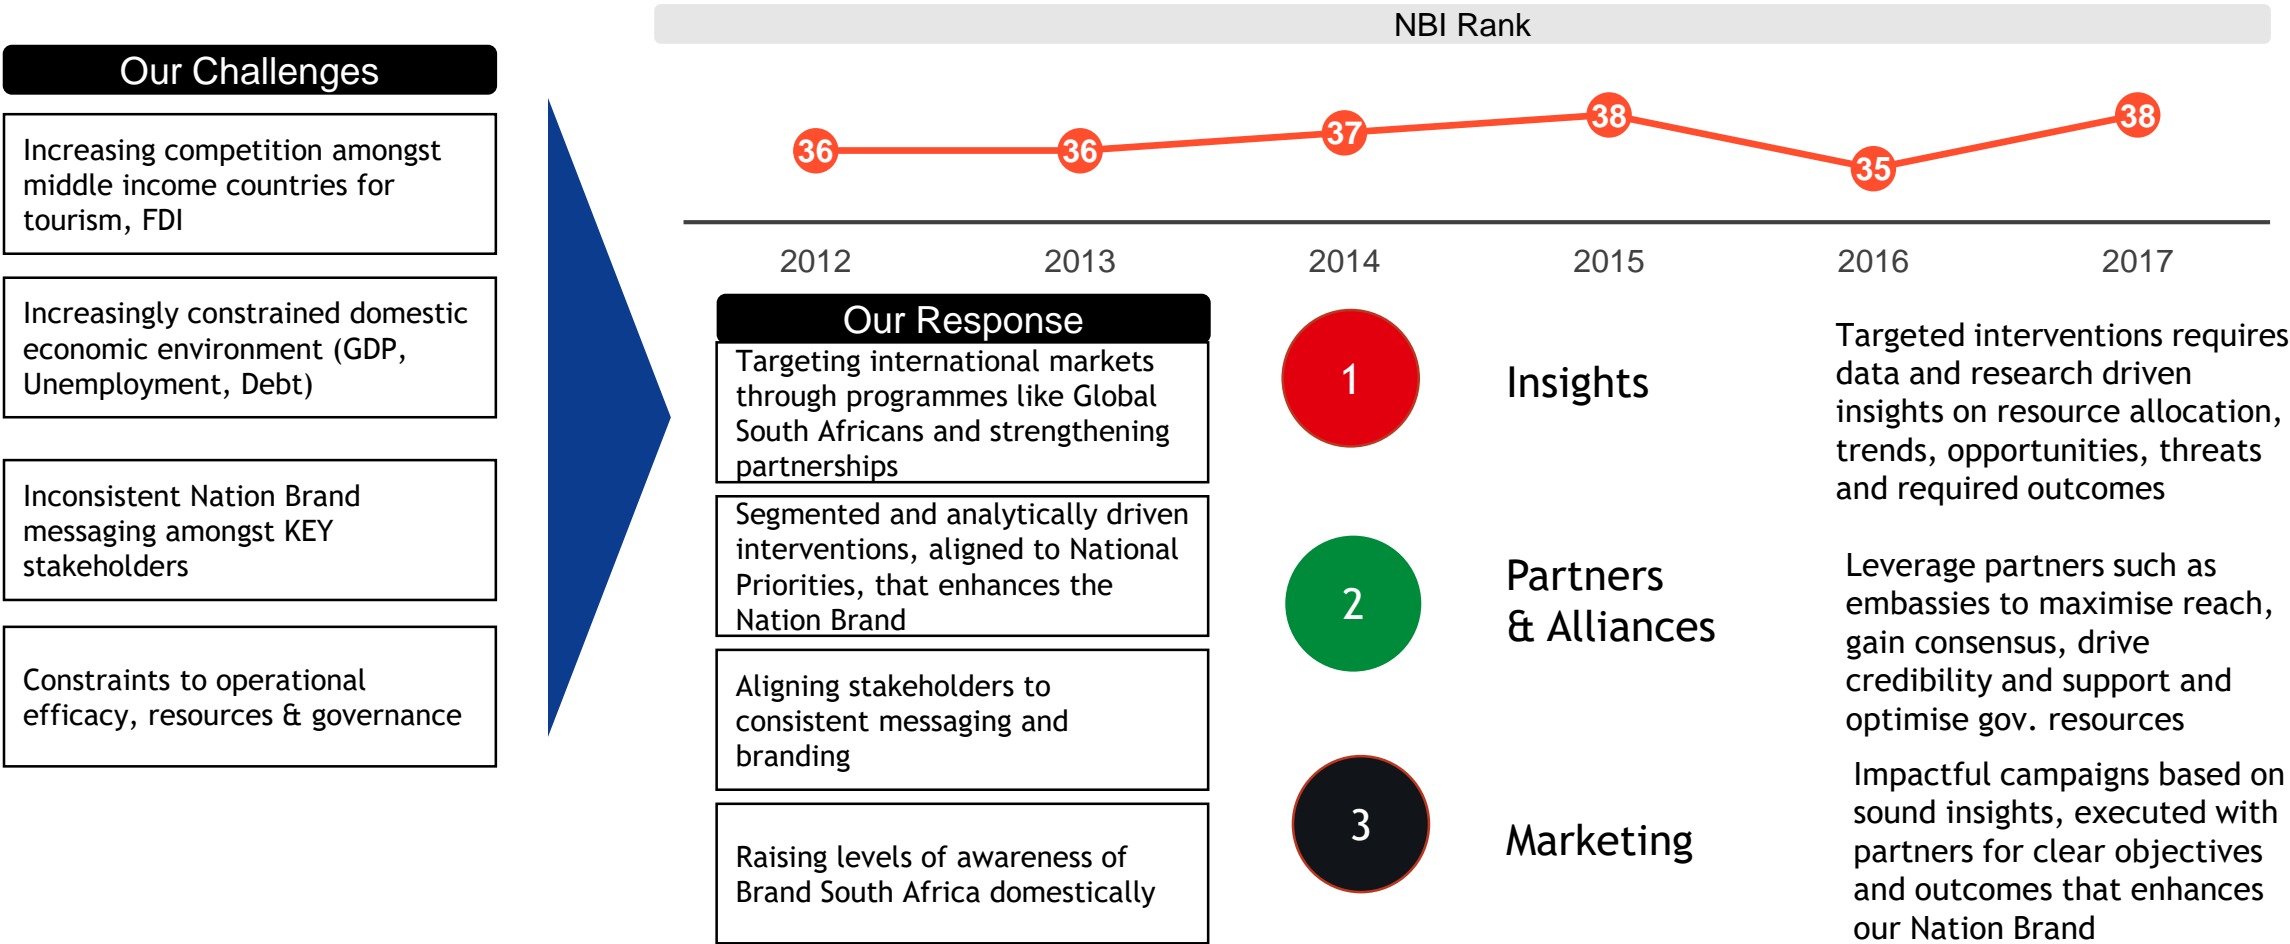 NBI Rank
Our Challenges
Increasing competition amongst
middle income countries for
tourism, FDI
Increasingly constrained domestic
economic environment (GDP,
Unemployment, Debt)
Inconsistent Nation Brand
messaging amongst KEY
stakeholders
Constraints to operational
efficacy, resources & governance
36
36
37
38
35
38
2012
2013
2014
2015
2016
2017
Our Response
Targeting international markets
through programmes like Global
South Africans and strengthening
partnerships
Segmented and analytically driven
interventions, aligned to National
Priorities, that enhances the
Nation Brand
Aligning stakeholders to
consistent messaging and
branding
Raising levels of awareness of
Brand South Africa domestically
1
Insights
Targeted interventions requires
data and research driven
insights on resource allocation,
trends, opportunities, threats
and required outcomes
2
Partners
& Alliances
Leverage partners such as
embassies to maximise reach,
gain consensus, drive
credibility and support and
optimise gov. resources
3
Marketing
Impactful campaigns based on
sound insights, executed with
partners for clear objectives
and outcomes that enhances
our Nation Brand